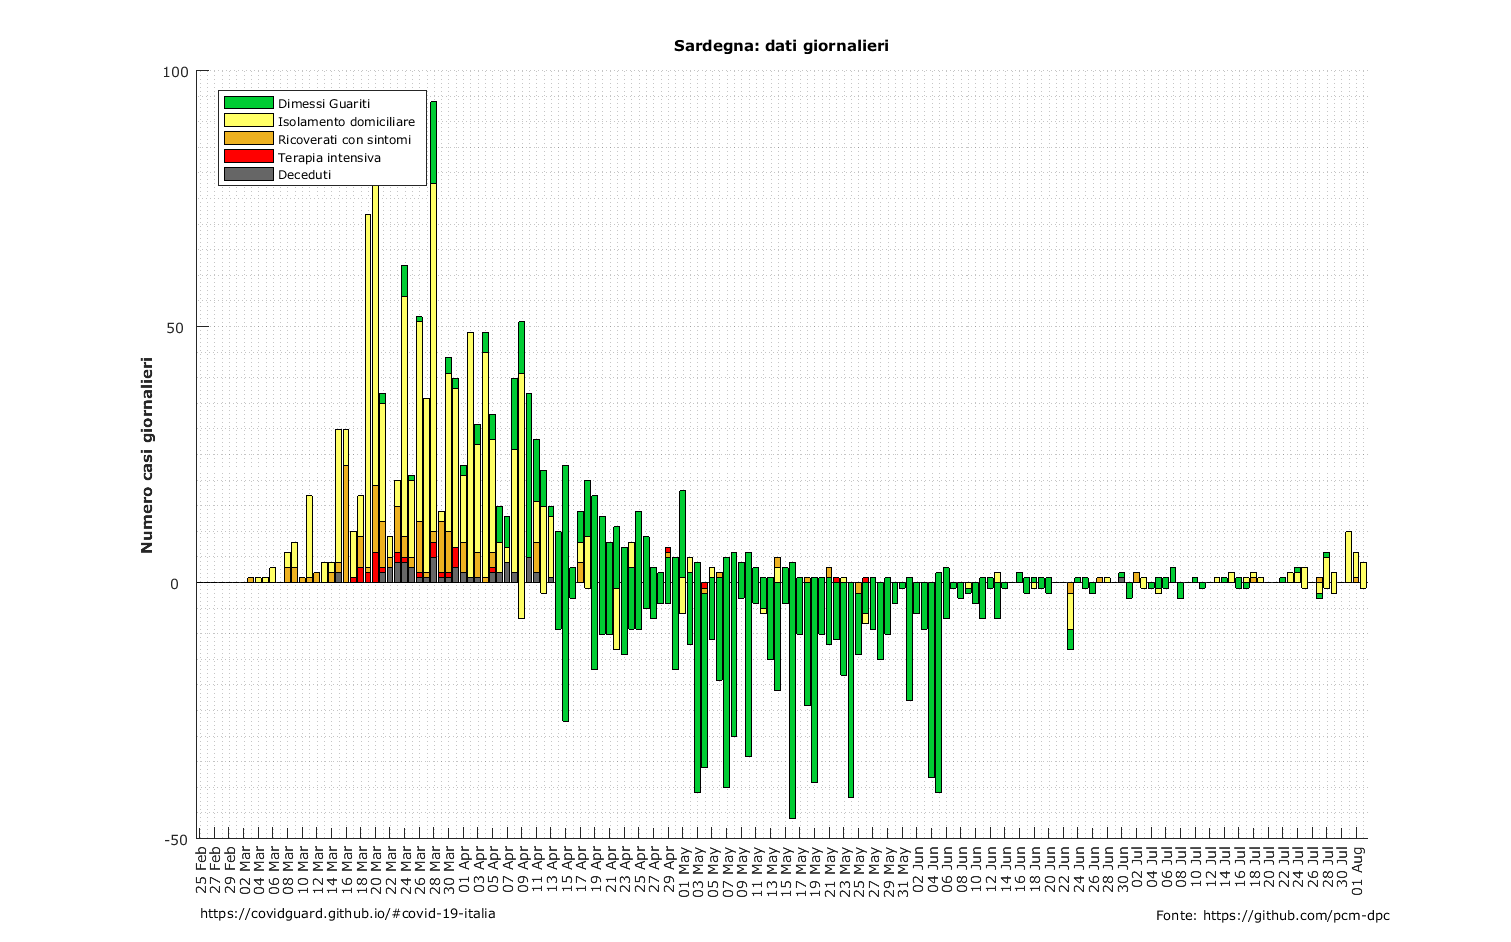 Sardegna: dati giornalieri
100
50
0
-50
Numero casi giornalieri
Dimessi Guariti
Isolamento domiciliare
Ricoverati con sintomi
Terapia intensiva
Deceduti
25 Feb
27 Feb
29 Feb
02 Mar
04 Mar
06 Mar
08 Mar
10 Mar
12 Mar
14 Mar
16 Mar
18 Mar
20 Mar
22 Mar
24 Mar
26 Mar
28 Mar
30 Mar
01 Apr
03 Apr
05 Apr
07 Apr
09 Apr
11 Apr
13 Apr
15 Apr
17 Apr
19 Apr
21 Apr
23 Apr
25 Apr
27 Apr
29 Apr
01 May
03 May
05 May
07 May
09 May
11 May
13 May
15 May
17 May
19 May
21 May
23 May
25 May
27 May
29 May
31 May
02 Jun
04 Jun
06 Jun
08 Jun
10 Jun
12 Jun
14 Jun
16 Jun
18 Jun
20 Jun
22 Jun
24 Jun
26 Jun
28 Jun
30 Jun
02 Jul
04 Jul
06 Jul
08 Jul
10 Jul
12 Jul
14 Jul
16 Jul
18 Jul
20 Jul
22 Jul
24 Jul
26 Jul
28 Jul
30 Jul
01 Aug
https://covidguard.github.io/#covid-19-italia
Fonte: https://github.com/pcm-dpc